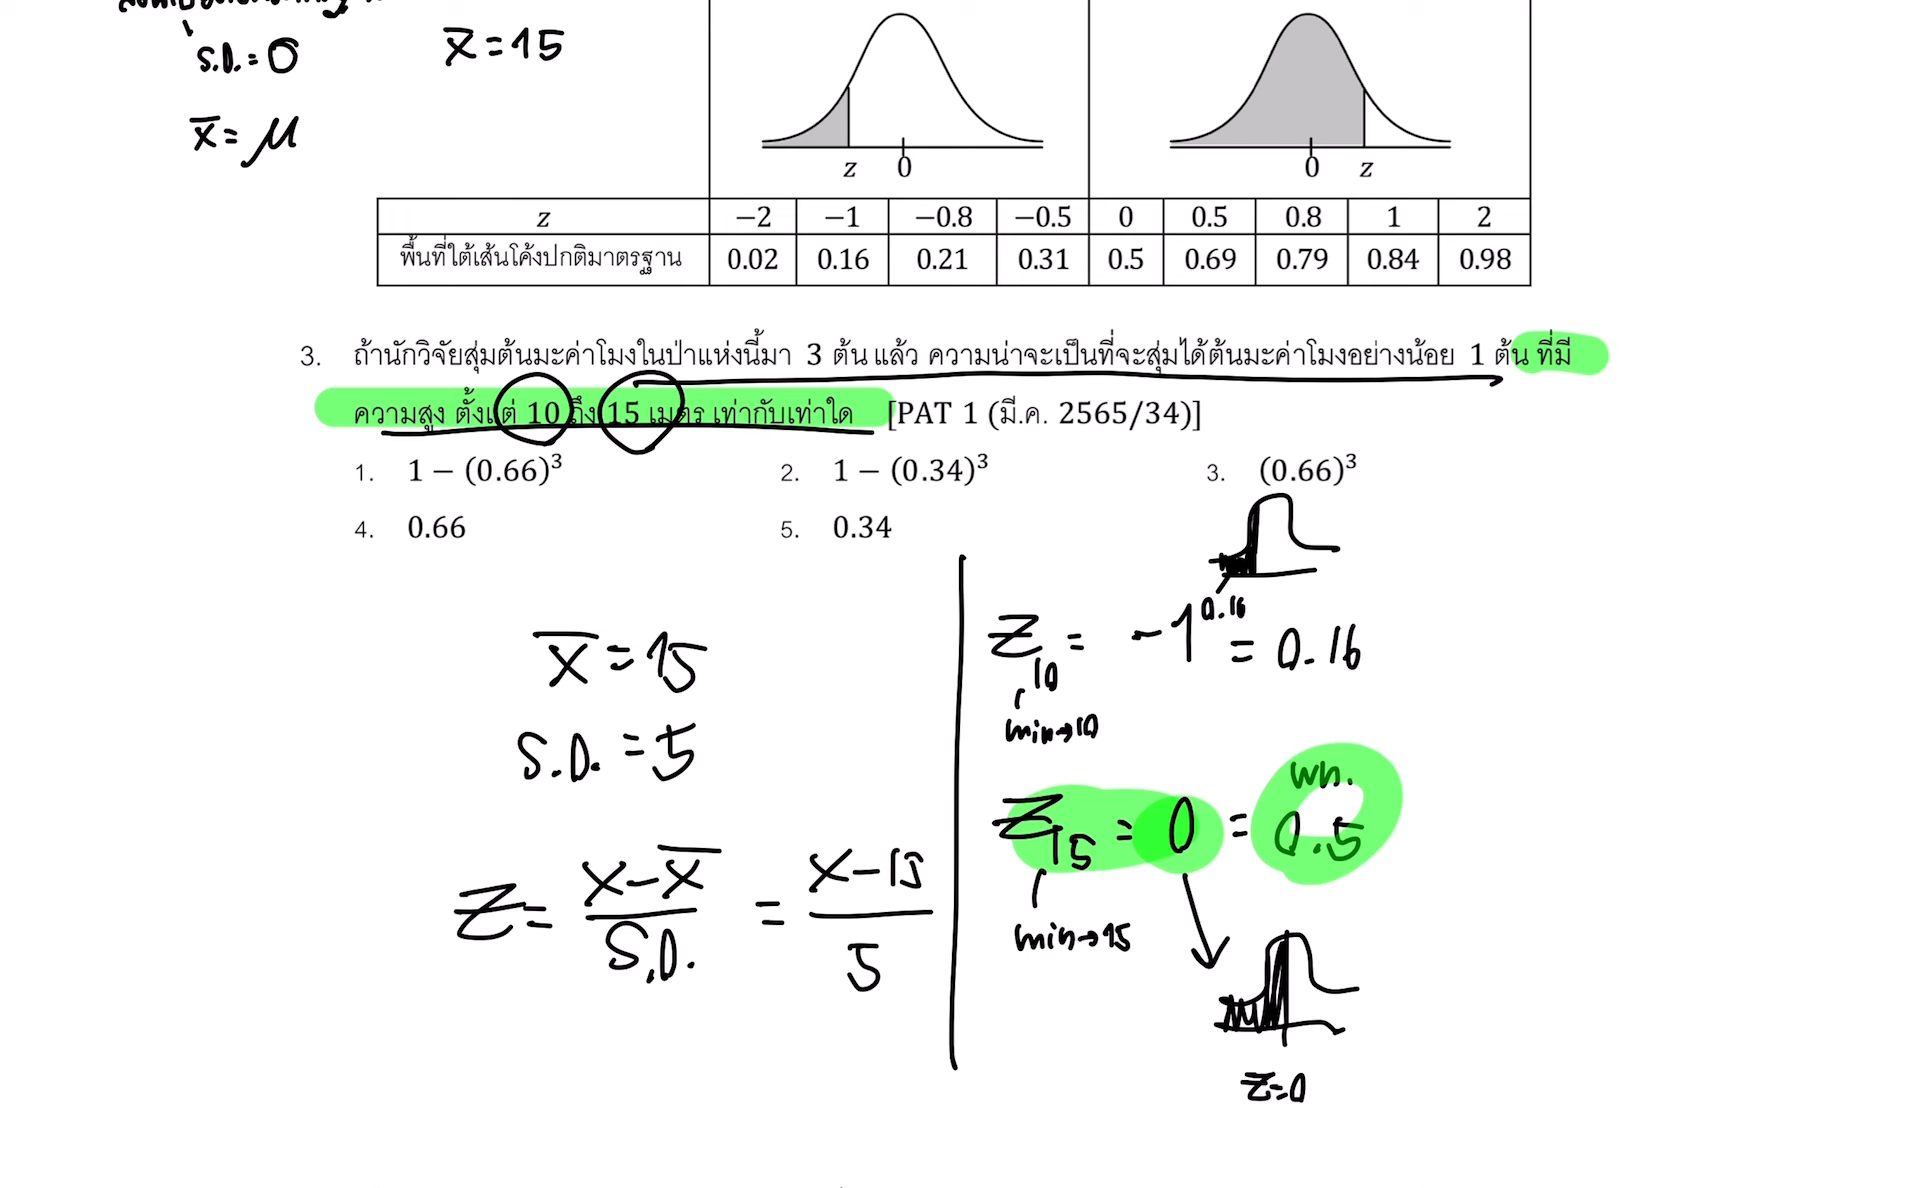 S.D. = σ
x̄ = 15
x̄ = μ
z 0
0 z
z −2 −1 −0.8 −0.5 0 0.5 0.8 1 2
พื้นที่ใต้เส้นโค้งปกติมาตรฐาน 0.02 0.16 0.21 0.31 0.5 0.69 0.79 0.84 0.98
3. ถ้านักวิจัยสุ่มต้นมะค่าโมงในป่าแห่งนี้มา 3 ต้น แล้ว ความน่าจะเป็นที่จะสุ่มได้ต้นมะค่าโมงอย่างน้อย 1 ต้น ที่มี
ความสูง ตั้งแต่ 10 ถึง 15 เมตร เท่ากับเท่าใด [PAT 1 (มี.ค. 2565/34)]
1. 1 − (0.66)³ 2. 1 − (0.34)³ 3. (0.66)³
4. 0.66 5. 0.34
x̄ = 15
S.D. = 5
Z = (x − x̄)/S.D. = (x − 15)/5
0.16
Z10 = −1 = 0.16
min→10
พท.
Z15 = 0 = 0.5
min→15
Z=0